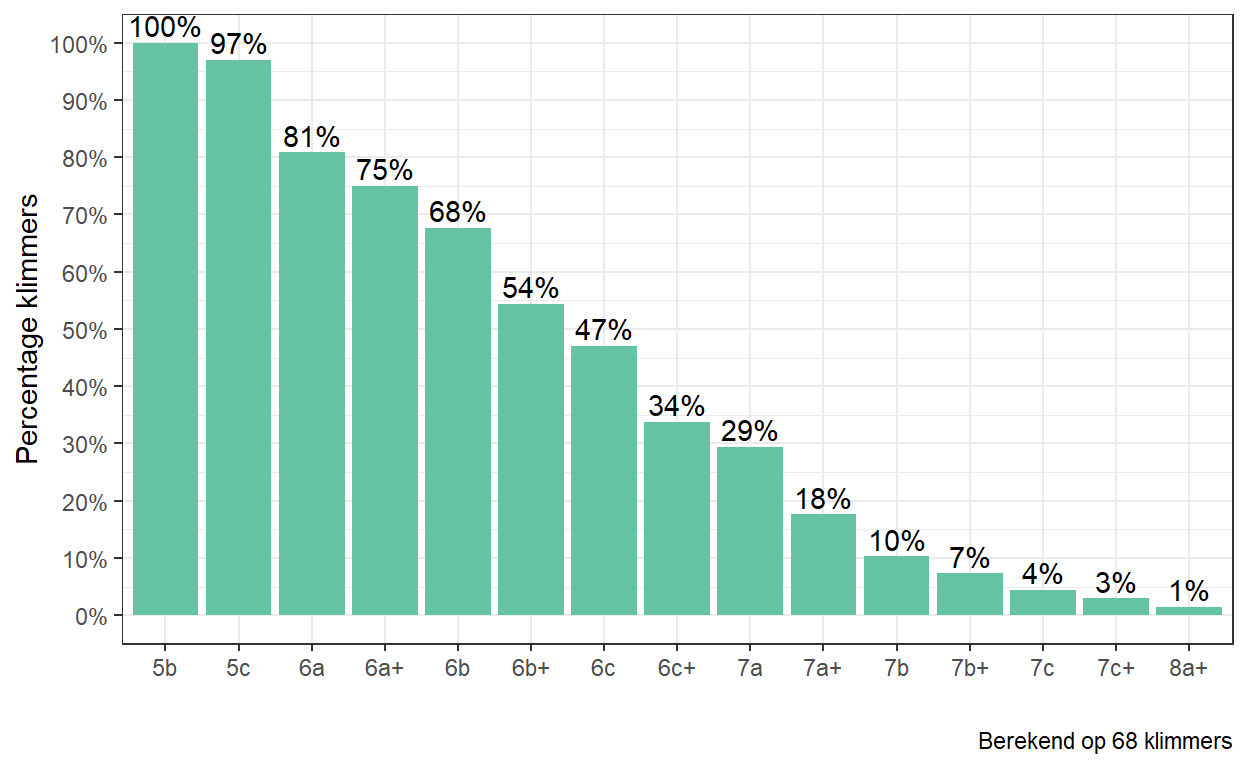 Percentage klimmers
100%
90%
80%
70%
60%
50%
40%
30%
20%
10%
0%
100% 97% 81% 75% 68% 54% 47% 34% 29% 18% 10% 7% 4% 3% 1%
5b 5c 6a 6a+ 6b 6b+ 6c 6c+ 7a 7a+ 7b 7b+ 7c 7c+ 8a+
Berekend op 68 klimmers